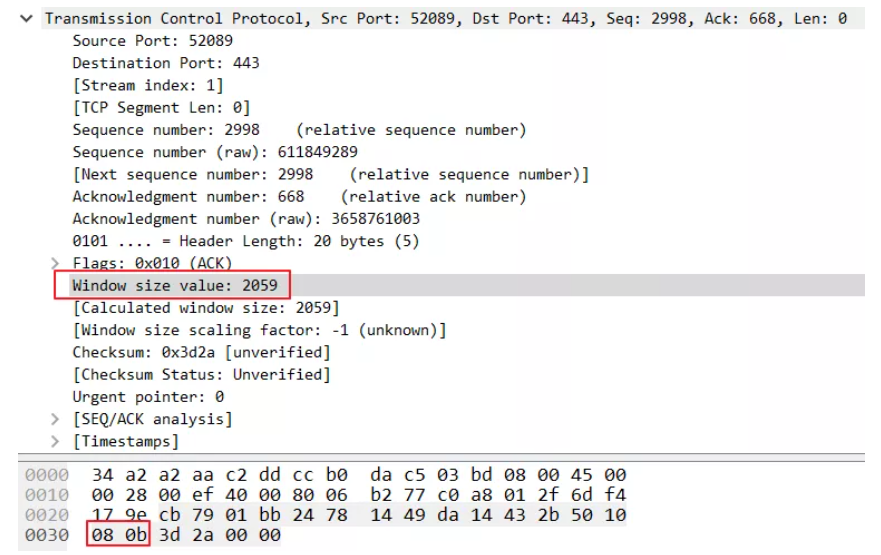 Transmission Control Protocol, Src Port: 52089, Dst Port: 443, Seq: 2998, Ack: 668, Len: 0
Source Port: 52089
Destination Port: 443
[Stream index: 1]
[TCP Segment Len: 0]
Sequence number: 2998    (relative sequence number)
Sequence number (raw): 611849289
[Next sequence number: 2998    (relative sequence number)]
Acknowledgment number: 668    (relative ack number)
Acknowledgment number (raw): 3658761003
0101 .... = Header Length: 20 bytes (5)
Flags: 0x010 (ACK)
Window size value: 2059
[Calculated window size: 2059]
[Window size scaling factor: -1 (unknown)]
Checksum: 0x3d2a [unverified]
[Checksum Status: Unverified]
Urgent pointer: 0
[SEQ/ACK analysis]
[Timestamps]
0000  34 a2 a2 aa c2 dd cc b0  da c5 03 bd 08 00 45 00
0010  00 28 00 ef 40 00 80 06  b2 77 c0 a8 01 2f 6d f4
0020  17 9e cb 79 01 bb 24 78  14 49 da 14 43 2b 50 10
0030  08 0b 3d 2a 00 00